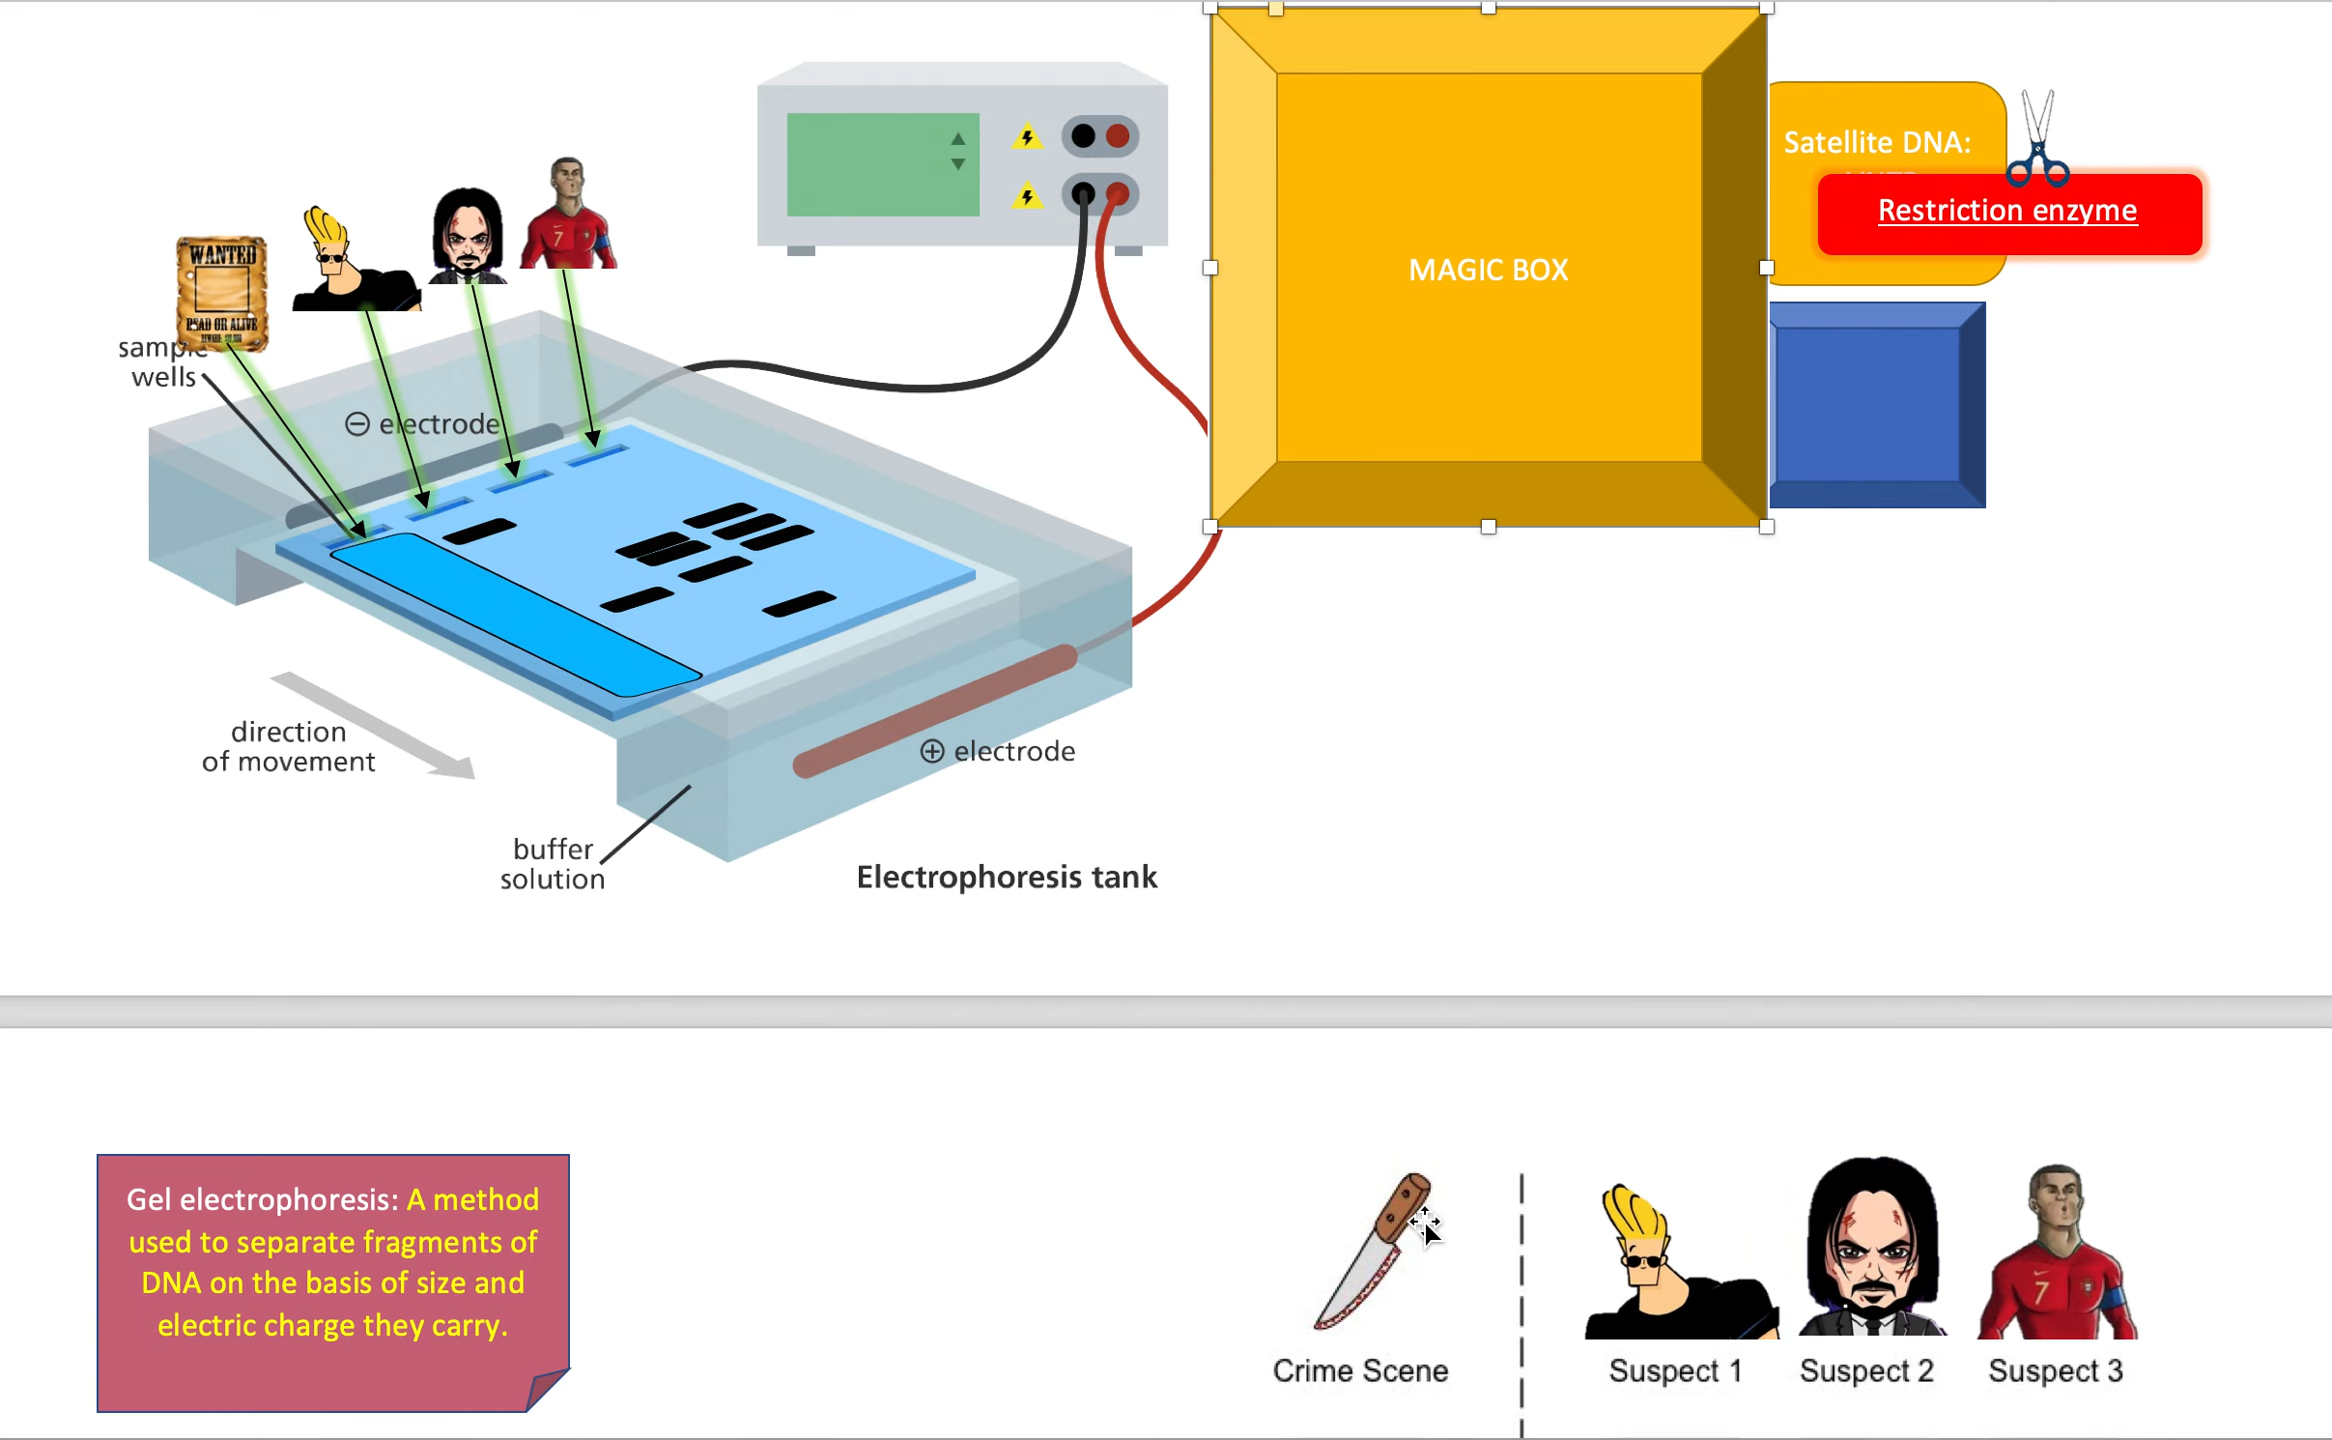 WANTED
DEAD OR ALIVE
sample
wells
⊖ electrode
7
MAGIC BOX
Satellite DNA:
Restriction enzyme
direction
of movement
⊕ electrode
buffer
solution
Electrophoresis tank
Gel electrophoresis: A method
used to separate fragments of
DNA on the basis of size and
electric charge they carry.
7
Crime Scene
Suspect 1
Suspect 2
Suspect 3